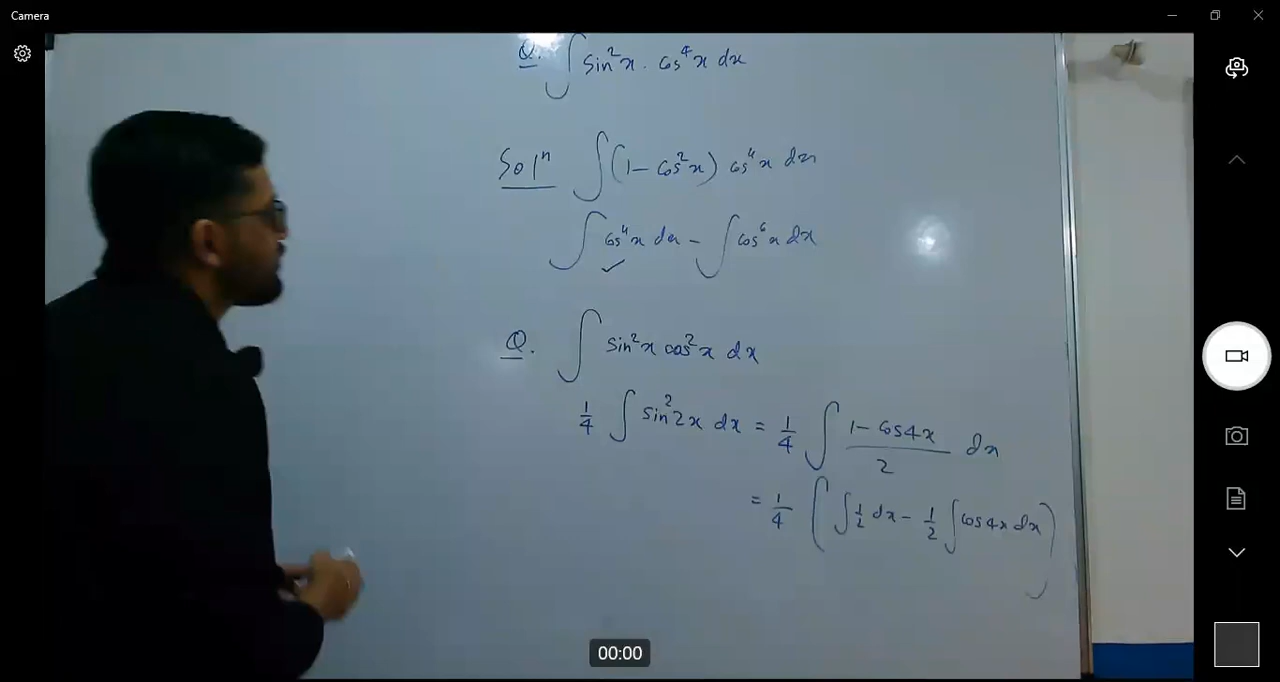 Camera
Q. ∫ sin²x . cos⁴x dx
Solⁿ ∫ (1 - cos²x) cos⁴x dx
∫ cos⁴x dx - ∫ cos⁶x dx
Q. ∫ sin²x cos²x dx
1/4 ∫ sin²2x dx = 1/4 ∫ (1 - cos4x)/2 dx
= 1/4 ( ∫ 1/2 dx - 1/2 ∫ cos4x dx )
00:00